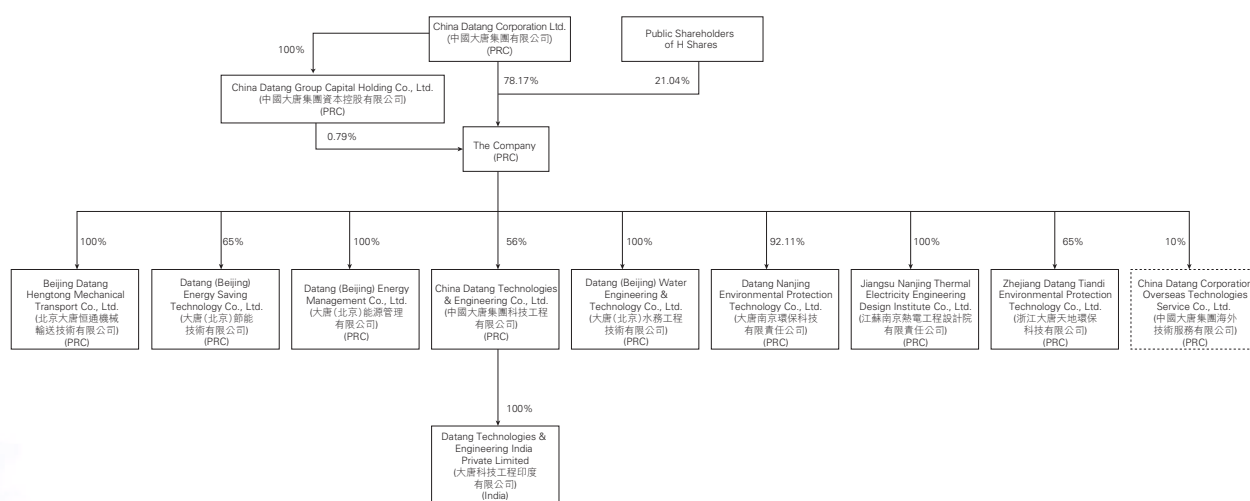 China Datang Corporation Ltd.
(中國大唐集團有限公司)
(PRC)
Public Shareholders
of H Shares
100%
78.17%
21.04%
China Datang Group Capital Holding Co., Ltd.
(中國大唐集團資本控股有限公司)
(PRC)
0.79%
The Company
(PRC)
100%
65%
100%
56%
100%
92.11%
100%
65%
10%
Beijing Datang
Hengtong Mechanical
Transport Co., Ltd.
(北京大唐恒通機械
輸送技術有限公司)
(PRC)
Datang (Beijing)
Energy Saving
Technology Co., Ltd.
(大唐(北京)節能
技術有限公司)
(PRC)
Datang (Beijing) Energy
Management Co., Ltd.
(大唐(北京)能源管理
有限公司)
(PRC)
China Datang Technologies
& Engineering Co., Ltd.
(中國大唐集團科技工程
有限公司)
(PRC)
Datang (Beijing) Water
Engineering &
Technology Co., Ltd.
(大唐(北京)水務工程
技術有限公司)
(PRC)
Datang Nanjing
Environmental Protection
Technology Co., Ltd.
(大唐南京環保科技
有限責任公司)
(PRC)
Jiangsu Nanjing Thermal
Electricity Engineering
Design Institute Co., Ltd.
(江蘇南京熱電工程設計院
有限責任公司)
(PRC)
Zhejiang Datang Tiandi
Environmental Protection
Technology Co., Ltd.
(浙江大唐天地環保
科技有限公司)
(PRC)
China Datang Corporation
Overseas Technologies
Service Co., Ltd.
(中國大唐集團海外
技術服務有限公司)
(PRC)
100%
Datang Technologies &
Engineering India
Private Limited
(大唐科技工程印度
有限公司)
(India)